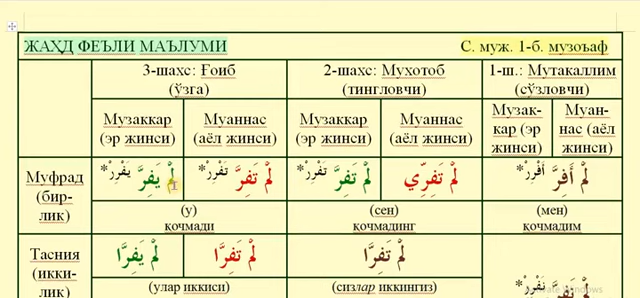 ЖАҲД ФЕЪЛИ МАЪЛУМИ С. муж. 1-б. музоъаф
3-шахс: Ғоиб (ўзга) 2-шахс: Мухотоб (тингловчи) 1-ш.: Мутакаллим (сўзловчи)
Музаккар (эр жинси) Муаннас (аёл жинси) Музаккар (эр жинси) Муаннас (аёл жинси) Музак-кар (эр жинси) Муан-нас (аёл жинси)
Муфрад (бир-лик) لَمْ يَفِرَّ يَفْرِرْ* لَمْ تَفِرَّ تَفْرِرْ* لَمْ تَفِرَّ تَفْرِرْ* لَمْ تَفِرِّي لَمْ أَفِرَّ أَفْرِرْ*
(у) қочмади (сен) қочмадинг (мен) қочмадим
Тасния (икки-лик) لَمْ يَفِرَّا لَمْ تَفِرَّا لَمْ تَفِرَّا
(улар иккиси) (сизлар иккингиз)